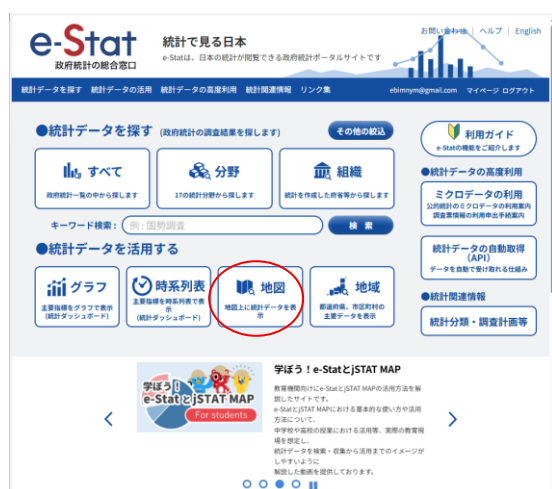 e-Stat
政府統計の総合窓口
統計で見る日本
e-Statは、日本の統計が閲覧できる政府統計ポータルサイトです
お問い合わせ | ヘルプ | English
統計データを探す 統計データの活用 統計データの高度利用 統計関連情報 リンク集
ebimnym@gmail.com マイページ ログアウト
●統計データを探す (政府統計の調査結果を探します)
その他の絞込
すべて
政府統計一覧の中から探します
分野
17の統計分野から探します
組織
統計を作成した府省等から探します
キーワード検索: 例:国勢調査
検 索
●統計データを活用する
グラフ
主要指標をグラフで表示
(統計ダッシュボード)
時系列表
主要指標を時系列表で表
示
(統計ダッシュボード)
地図
地図上に統計データを表
示
地域
都道府県、市区町村の
主要データを表示
利用ガイド
e-Statの機能をご紹介します
●統計データの高度利用
ミクロデータの利用
公的統計のミクロデータの利用案内
調査票情報の利用申出手続案内
統計データの自動取得
(API)
データを自動で受け取れる仕組み
●統計関連情報
統計分類・調査計画等
学ぼう!
e-StatとjSTAT MAP
For students
学ぼう!e-StatとjSTAT MAP
教育機関向けにe-StatとjSTAT MAPの活用方法を解
説したサイトです。
e-StatとjSTAT MAPにおける基本的な使い方や活用
方法について、
中学校や高校の授業における活用等、実際の教育現
場を想定し、
統計データを検索・収集から活用までのイメージが
しやすいように
解説した動画を提供しております。